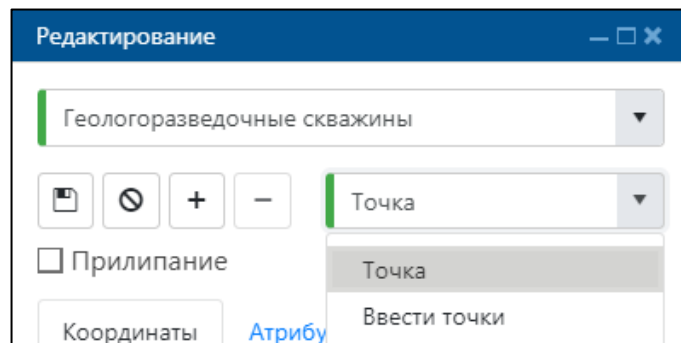 Редактирование
Геологоразведочные скважины
Точка
Прилипание
Точка
Ввести точки
Координаты Атрибу